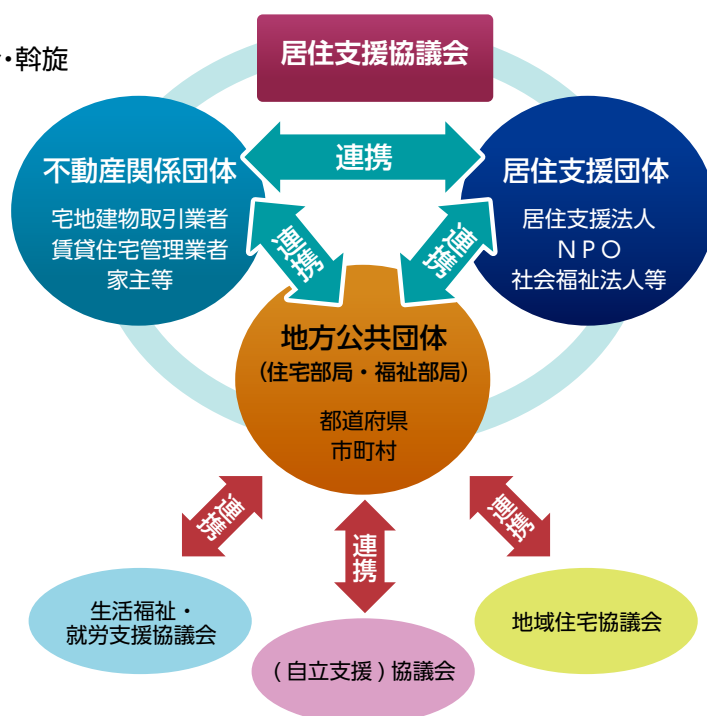 ・斡旋
居住支援協議会
不動産関係団体
宅地建物取引業者
賃貸住宅管理業者
家主等
連携
居住支援団体
居住支援法人
NPO
社会福祉法人等
連携
連携
地方公共団体
(住宅部局・福祉部局)
都道府県
市町村
連携
連携
連携
生活福祉・
就労支援協議会
(自立支援)協議会
地域住宅協議会